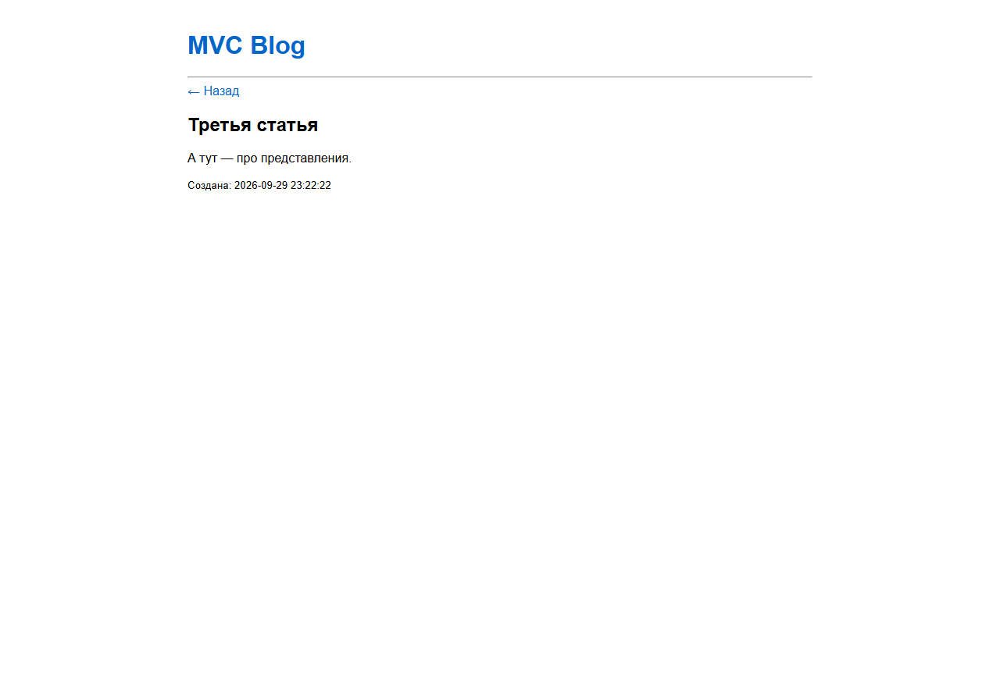 MVC Blog
← Назад
Третья статья
А тут — про представления.
Создана: 2026-09-29 23:22:22